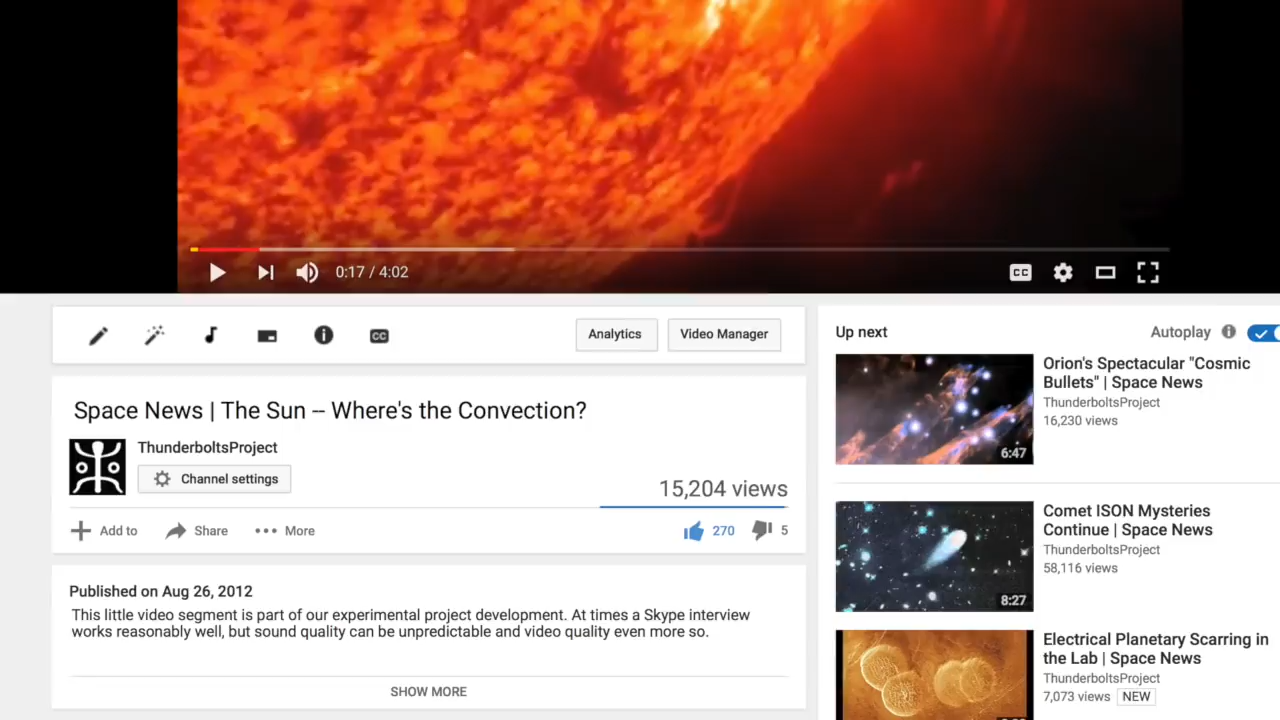 0:17 / 4:02
CC
CC
Analytics
Video Manager
Space News | The Sun -- Where's the Convection?
ThunderboltsProject
Channel settings
15,204 views
Add to
Share
More
270
5
Published on Aug 26, 2012
This little video segment is part of our experimental project development. At times a Skype interview
works reasonably well, but sound quality can be unpredictable and video quality even more so.
SHOW MORE
Up next
Autoplay
Orion's Spectacular "Cosmic
Bullets" | Space News
ThunderboltsProject
16,230 views
6:47
Comet ISON Mysteries
Continue | Space News
ThunderboltsProject
58,116 views
8:27
Electrical Planetary Scarring in
the Lab | Space News
ThunderboltsProject
7,073 views NEW